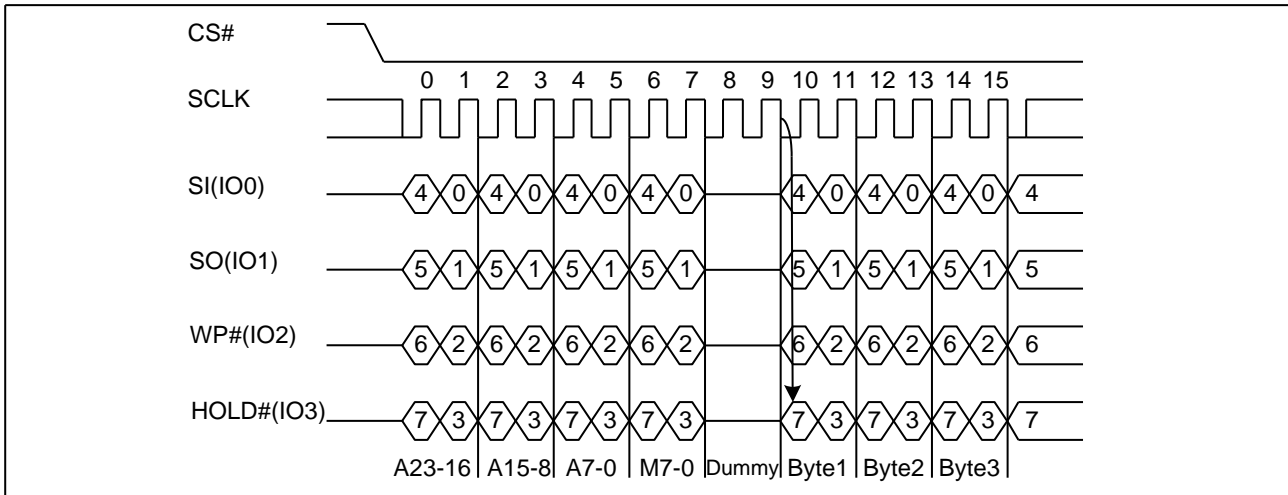 CS#
0 1 2 3 4 5 6 7 8 9 10 11 12 13 14 15
SCLK
SI(IO0) 4 0 4 0 4 0 4 0 4 0 4 0 4 0 4
SO(IO1) 5 1 5 1 5 1 5 1 5 1 5 1 5 1 5
WP#(IO2) 6 2 6 2 6 2 6 2 6 2 6 2 6 2 6
HOLD#(IO3) 7 3 7 3 7 3 7 3 7 3 7 3 7 3 7
A23-16 A15-8 A7-0 M7-0 Dummy Byte1 Byte2 Byte3